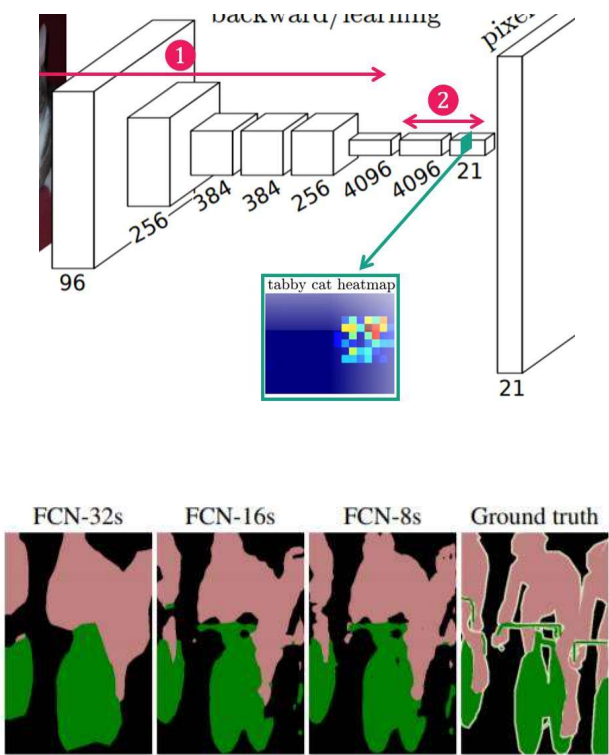 backward/learning
1
2
96
256
384
384
256
4096
4096
21
tabby cat heatmap
21
FCN-32s
FCN-16s
FCN-8s
Ground truth